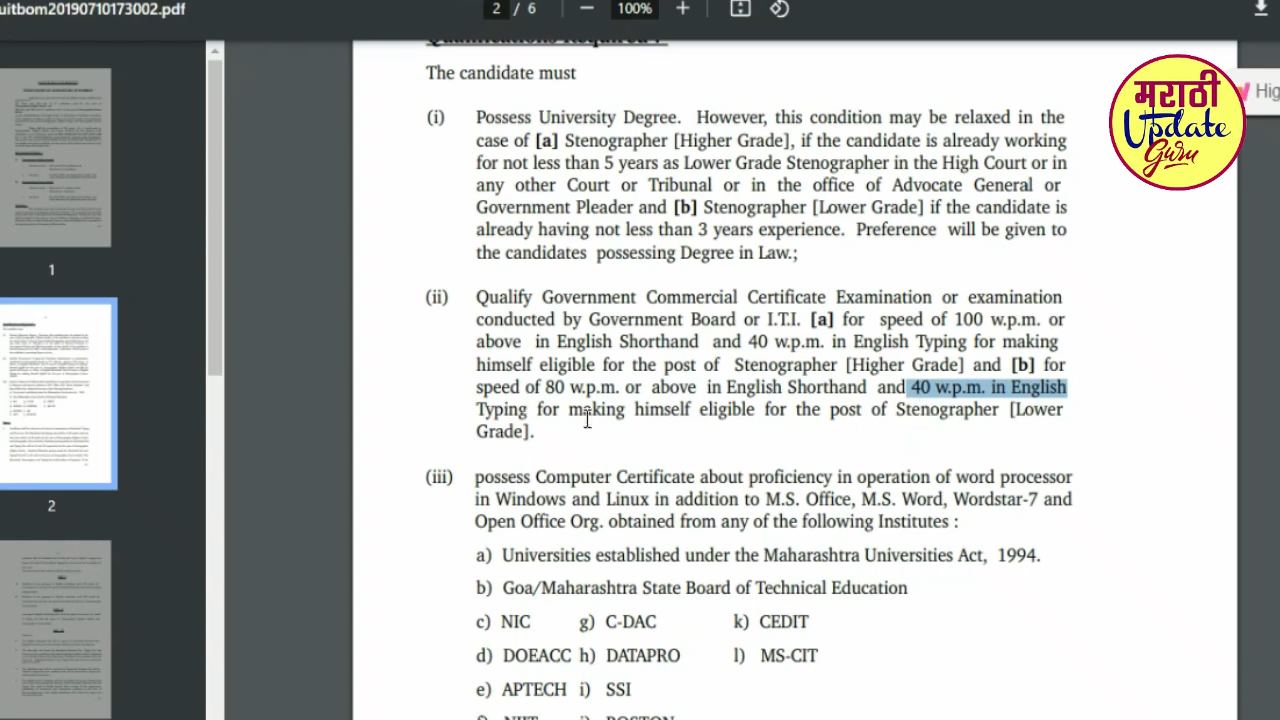 uitbom20190710173002.pdf
2 / 6
100%
Qualifications Required :
The candidate must
(i) Possess University Degree. However, this condition may be relaxed in the
case of [a] Stenographer [Higher Grade], if the candidate is already working
for not less than 5 years as Lower Grade Stenographer in the High Court or in
any other Court or Tribunal or in the office of Advocate General or
Government Pleader and [b] Stenographer [Lower Grade] if the candidate is
already having not less than 3 years experience. Preference will be given to
the candidates possessing Degree in Law.;
(ii) Qualify Government Commercial Certificate Examination or examination
conducted by Government Board or I.T.I. [a] for speed of 100 w.p.m. or
above in English Shorthand and 40 w.p.m. in English Typing for making
himself eligible for the post of Stenographer [Higher Grade] and [b] for
speed of 80 w.p.m. or above in English Shorthand and 40 w.p.m. in English
Typing for making himself eligible for the post of Stenographer [Lower
Grade].
(iii) possess Computer Certificate about proficiency in operation of word processor
in Windows and Linux in addition to M.S. Office, M.S. Word, Wordstar-7 and
Open Office Org. obtained from any of the following Institutes :
a) Universities established under the Maharashtra Universities Act, 1994.
b) Goa/Maharashtra State Board of Technical Education
c) NIC g) C-DAC k) CEDIT
d) DOEACC h) DATAPRO l) MS-CIT
e) APTECH i) SSI
मराठी
Update
Guru
Hig
1
2